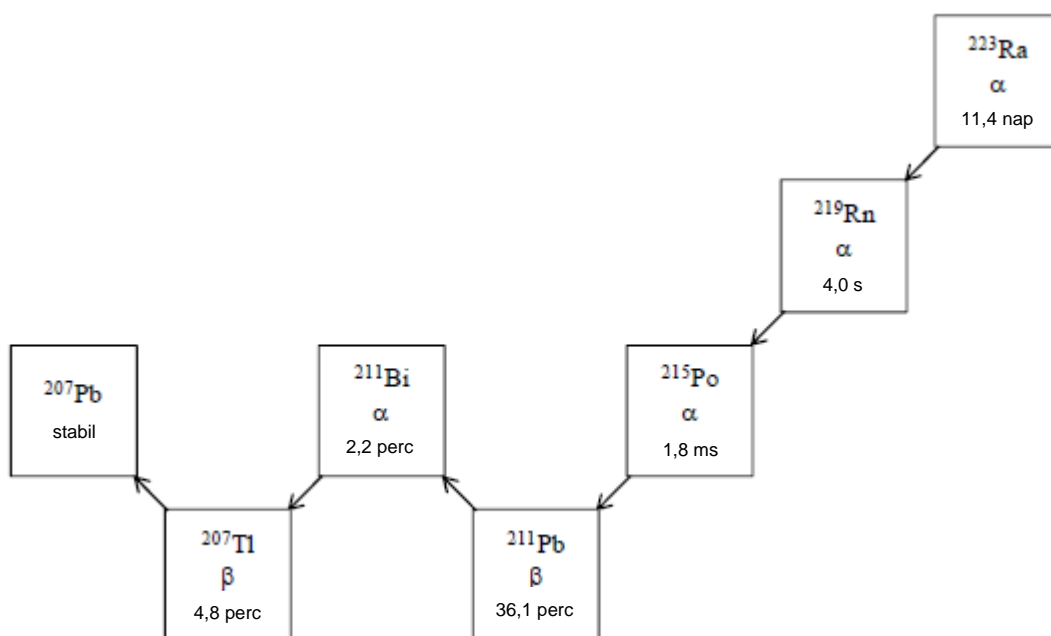 ²²³Ra
α
11,4 nap
²¹⁹Rn
α
4,0 s
²⁰⁷Pb
stabil
²¹¹Bi
α
2,2 perc
²¹⁵Po
α
1,8 ms
²⁰⁷Tl
β
4,8 perc
²¹¹Pb
β
36,1 perc